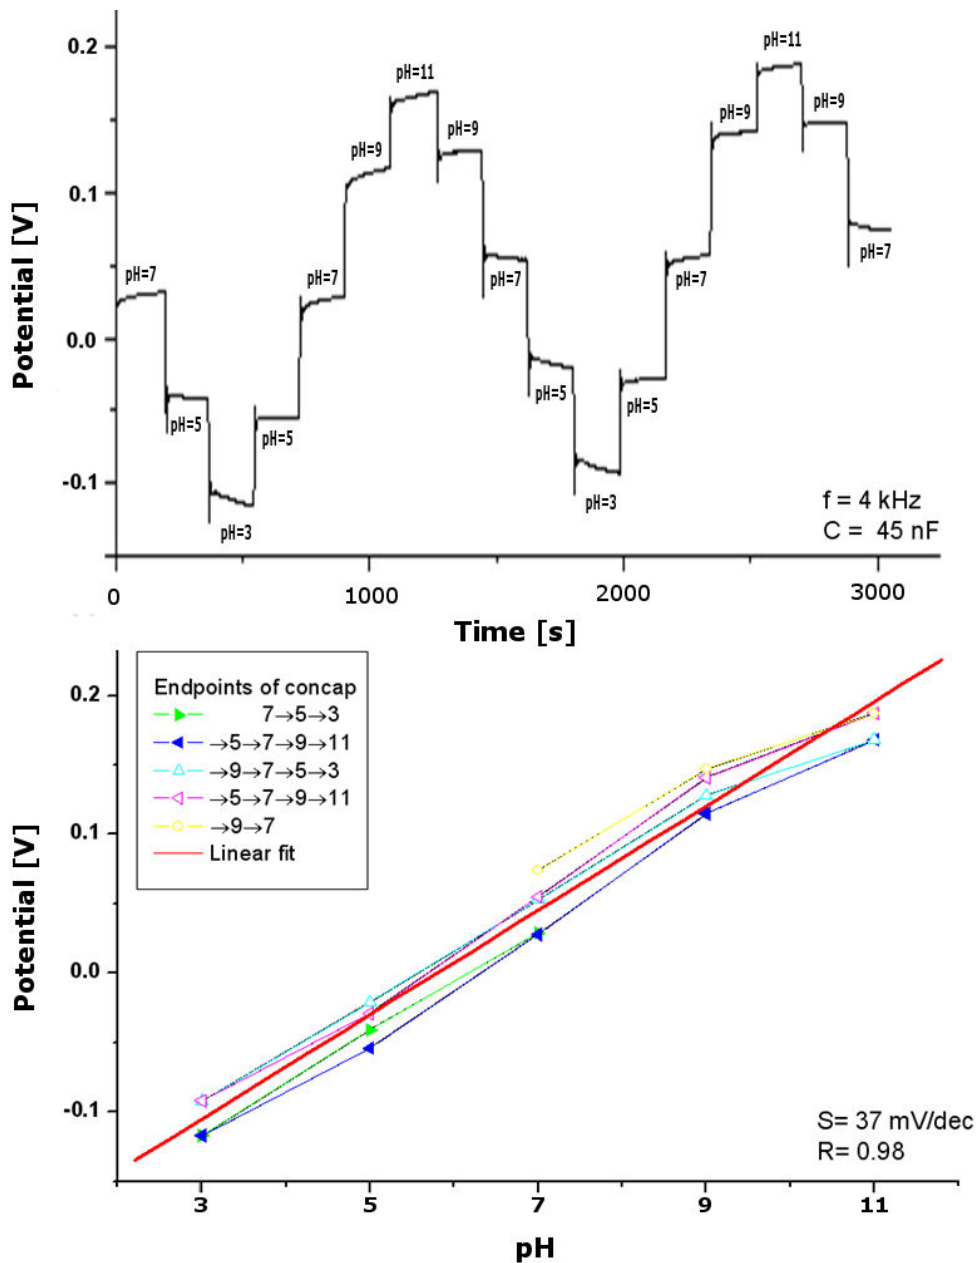 0.2
0.1
0.0
-0.1
Potential [V]
pH=7
pH=5
pH=3
pH=5
pH=7
pH=9
pH=11
pH=9
pH=7
pH=5
pH=3
pH=5
pH=7
pH=9
pH=11
pH=9
pH=7
f = 4 kHz
C = 45 nF
0
1000
2000
3000
Time [s]
0.2
0.1
0.0
-0.1
Potential [V]
Endpoints of concap
7→5→3
→5→7→9→11
→9→7→5→3
→5→7→9→11
→9→7
Linear fit
S= 37 mV/dec
R= 0.98
3
5
7
9
11
pH